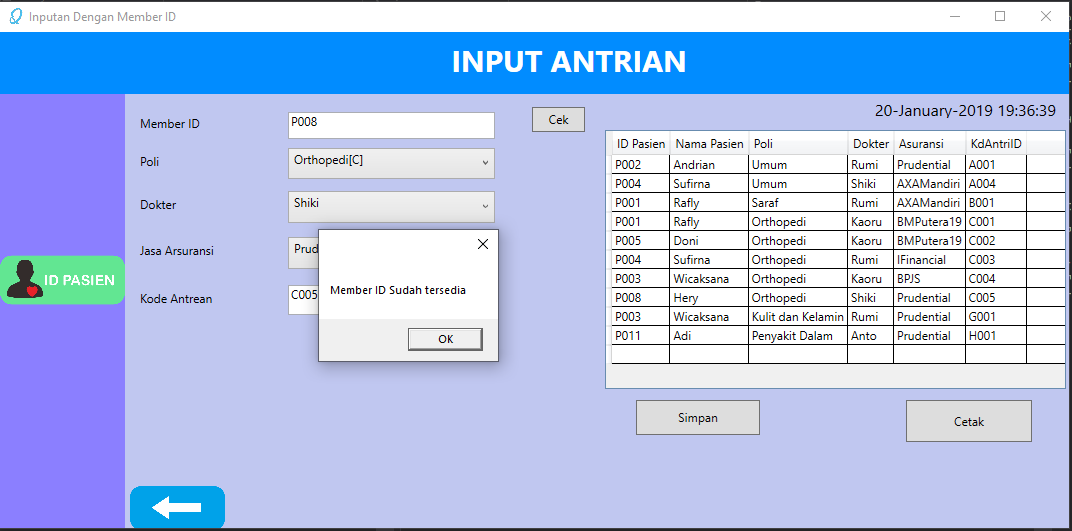 Inputan Dengan Member ID
INPUT ANTRIAN
20-January-2019 19:36:39
Member ID P008 Cek
Poli Orthopedi[C]
Dokter Shiki
Jasa Arsuransi Prud
Kode Antrean C005
ID PASIEN
Member ID Sudah tersedia
OK
ID Pasien Nama Pasien Poli Dokter Asuransi KdAntriID
P002 Andrian Umum Rumi Prudential A001
P004 Sufirna Umum Shiki AXAMandiri A004
P001 Rafly Saraf Rumi AXAMandiri B001
P001 Rafly Orthopedi Kaoru BMPutera19 C001
P005 Doni Orthopedi Kaoru BMPutera19 C002
P004 Sufirna Orthopedi Rumi IFinancial C003
P003 Wicaksana Orthopedi Kaoru BPJS C004
P008 Hery Orthopedi Shiki Prudential C005
P003 Wicaksana Kulit dan Kelamin Rumi Prudential G001
P011 Adi Penyakit Dalam Anto Prudential H001
Simpan
Cetak